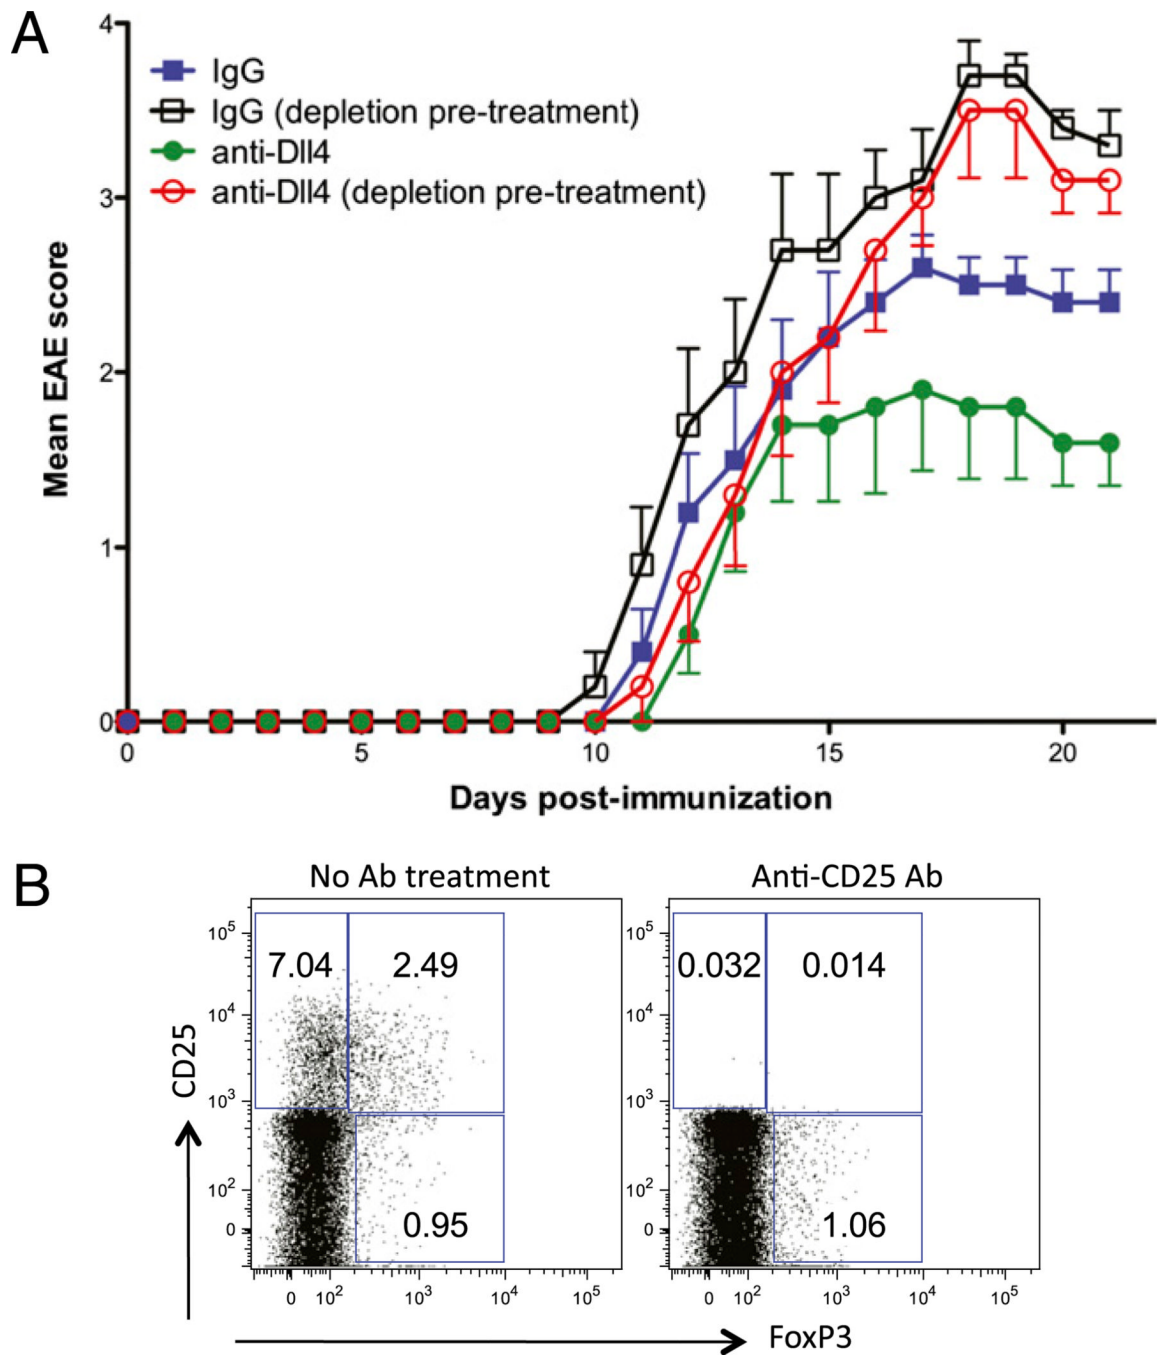 A
4
3
2
1
0
Mean EAE score
IgG
IgG (depletion pre-treatment)
anti-Dll4
anti-Dll4 (depletion pre-treatment)
0 5 10 15 20
Days post-immunization
B
No Ab treatment Anti-CD25 Ab
10⁵ 7.04 2.49 10⁵ 0.032 0.014
10⁴ 10⁴
CD25
10³ 10³
10² 10²
0 0.95 0 1.06
0 10² 10³ 10⁴ 10⁵ 0 10² 10³ 10⁴ 10⁵
FoxP3